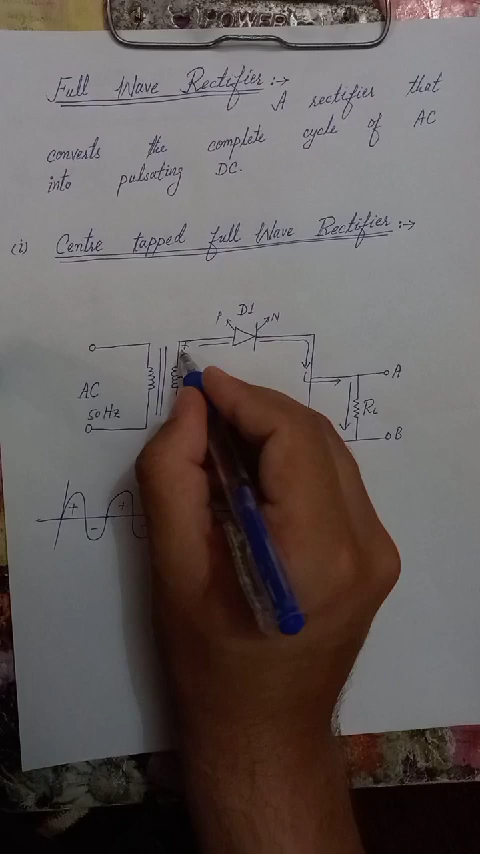 POWER
Full Wave Rectifier :→ A rectifier that
converts the complete cycle of AC
into pulsating DC.
(i) Centre tapped full Wave Rectifier :→
D1
P N
+
A
AC
50Hz
RL
B
+ +
- -